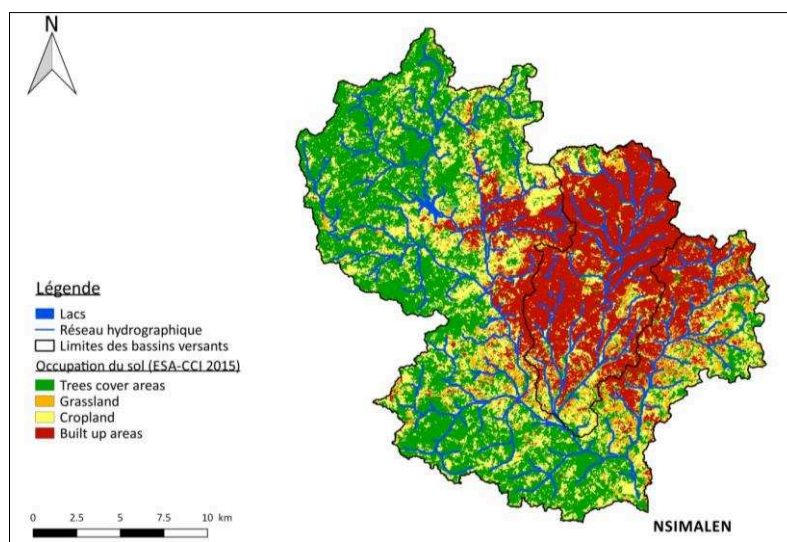 N
Légende
Lacs
Réseau hydrographique
Limites des bassins versants
Occupation du sol (ESA-CCI 2015)
Trees cover areas
Grassland
Cropland
Built up areas
0 2.5 5 7.5 10 km
NSIMALEN